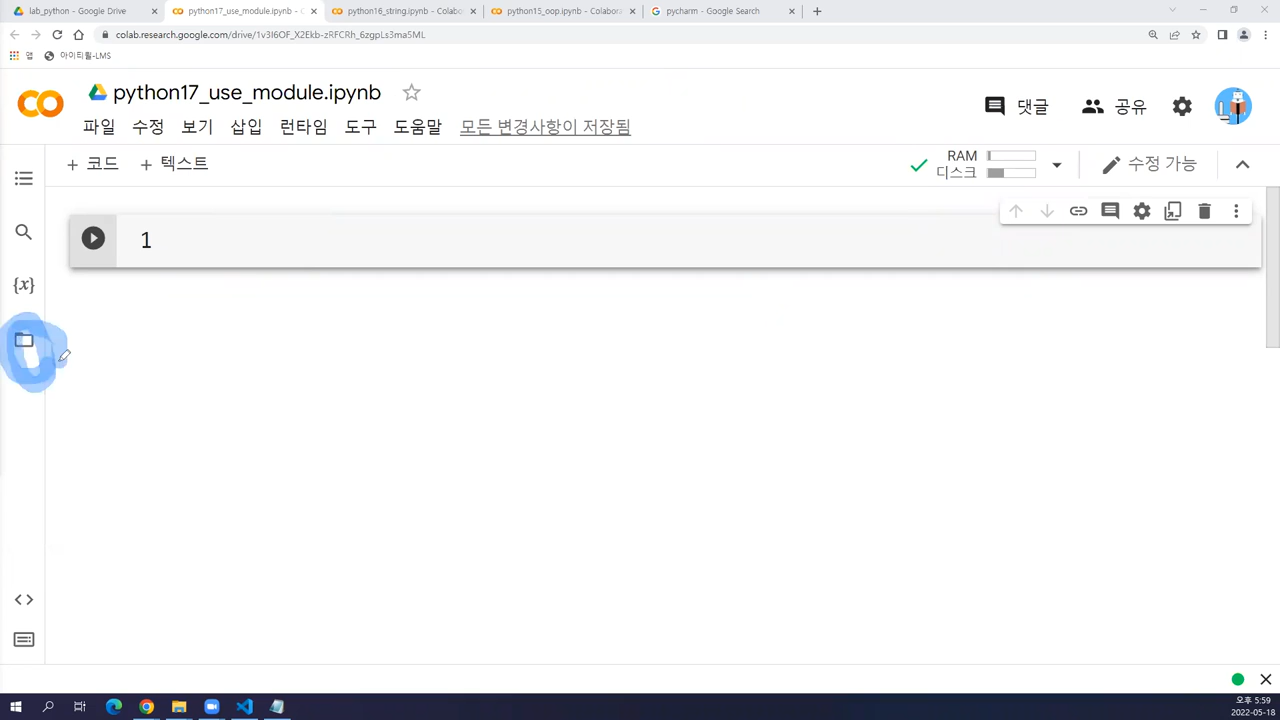 lab_python - Google Drive
python17_use_module.ipynb - C
python16_string.ipynb - Colabo
python15_oop.ipynb - Colabora
pycharm - Google Search
colab.research.google.com/drive/1v3I6OF_X2Ekb-zRFCRh_6zgpLs3ma5ML
앱
아이티윌-LMS
python17_use_module.ipynb
댓글
공유
파일 수정 보기 삽입 런타임 도구 도움말 모든 변경사항이 저장됨
+ 코드 + 텍스트
RAM
디스크
수정 가능
1
{x}
오후 5:59
2022-05-18